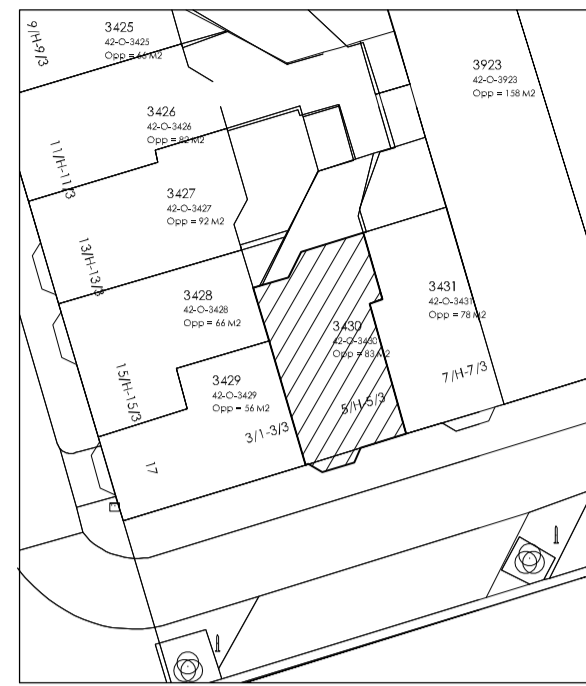 9/H-9/3
3425
42-O-3425
Opp = 66 M2
3923
42-O-3923
Opp = 158 M2
3426
42-O-3426
Opp = 82 M2
11/H-11/3
3427
42-O-3427
Opp = 92 M2
13/H-13/3
3428
42-O-3428
Opp = 66 M2
3431
42-O-3431
Opp = 78 M2
3430
42-O-3430
Opp = 83 M2
15/H-15/3
3429
42-O-3429
Opp = 56 M2
7/H-7/3
5/H-5/3
3/1-3/3
17